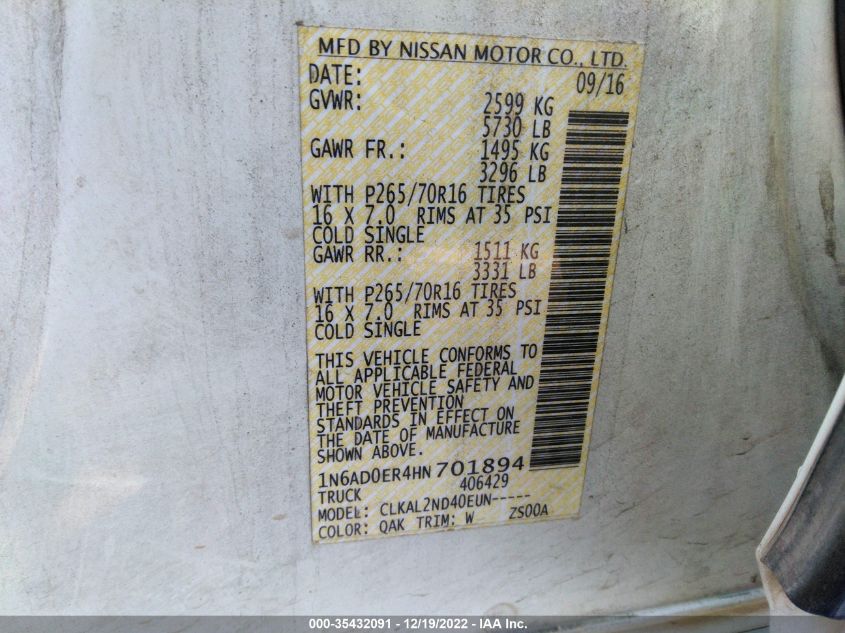 MFD BY NISSAN MOTOR CO., LTD.
DATE: 09/16
GVWR: 2599 KG
5730 LB
GAWR FR.: 1495 KG
3296 LB
WITH P265/70R16 TIRES
16 X 7.0 RIMS AT 35 PSI
COLD SINGLE
GAWR RR.: 1511 KG
3331 LB
WITH P265/70R16 TIRES
16 X 7.0 RIMS AT 35 PSI
COLD SINGLE
THIS VEHICLE CONFORMS TO
ALL APPLICABLE FEDERAL
MOTOR VEHICLE SAFETY AND
THEFT PREVENTION
STANDARDS IN EFFECT ON
THE DATE OF MANUFACTURE
SHOWN ABOVE.
1N6AD0ER4HN701894
TRUCK 406429
MODEL: CLKAL2ND40EUN-----
COLOR: QAK TRIM: W ZS00A
000-35432091 - 12/19/2022 - IAA Inc.